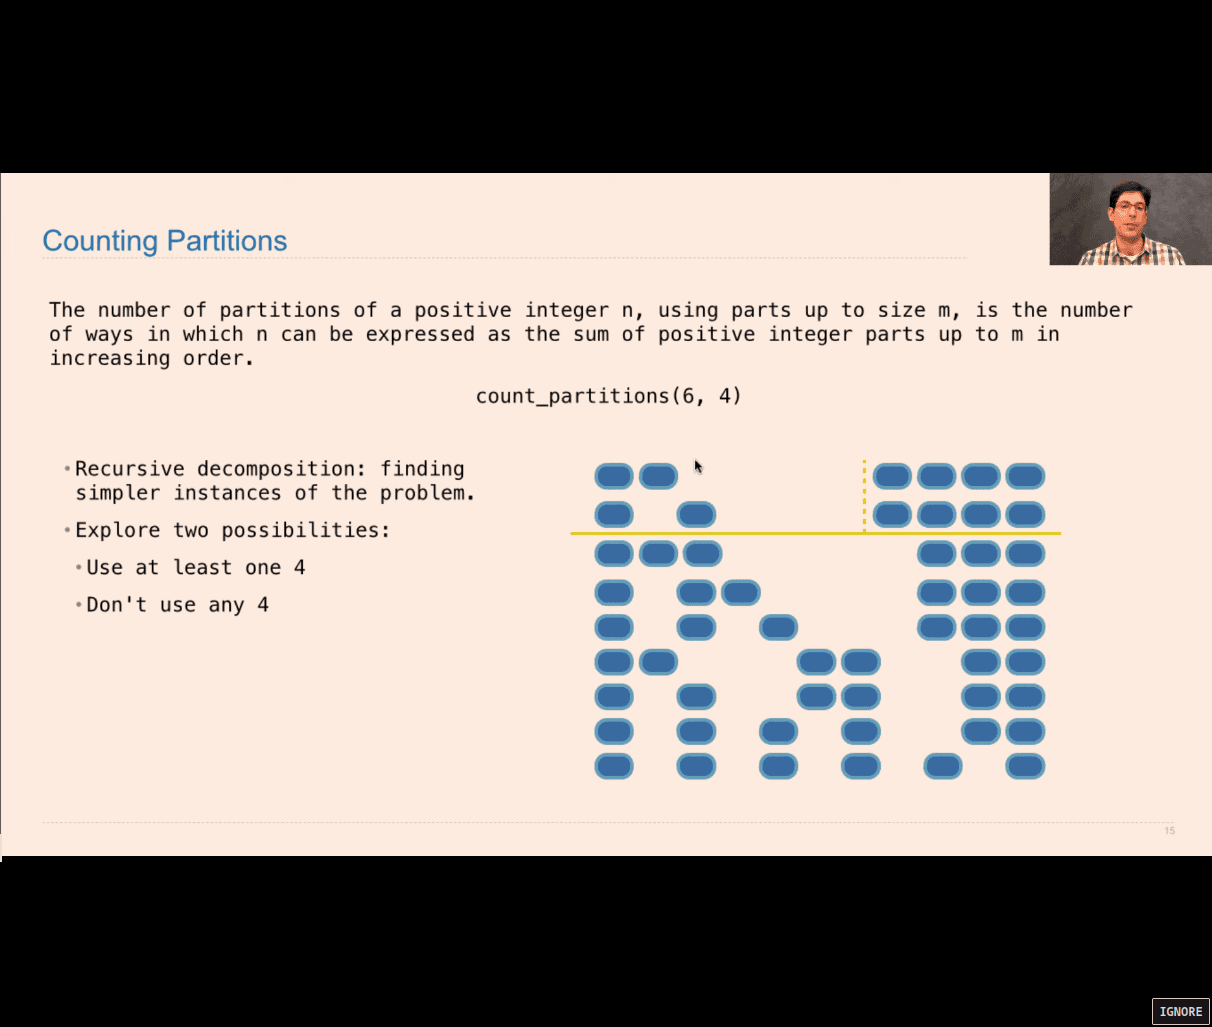 Counting Partitions
The number of partitions of a positive integer n, using parts up to size m, is the number
of ways in which n can be expressed as the sum of positive integer parts up to m in
increasing order.
count_partitions(6, 4)
•Recursive decomposition: finding
simpler instances of the problem.
•Explore two possibilities:
•Use at least one 4
•Don't use any 4
15
IGNORE